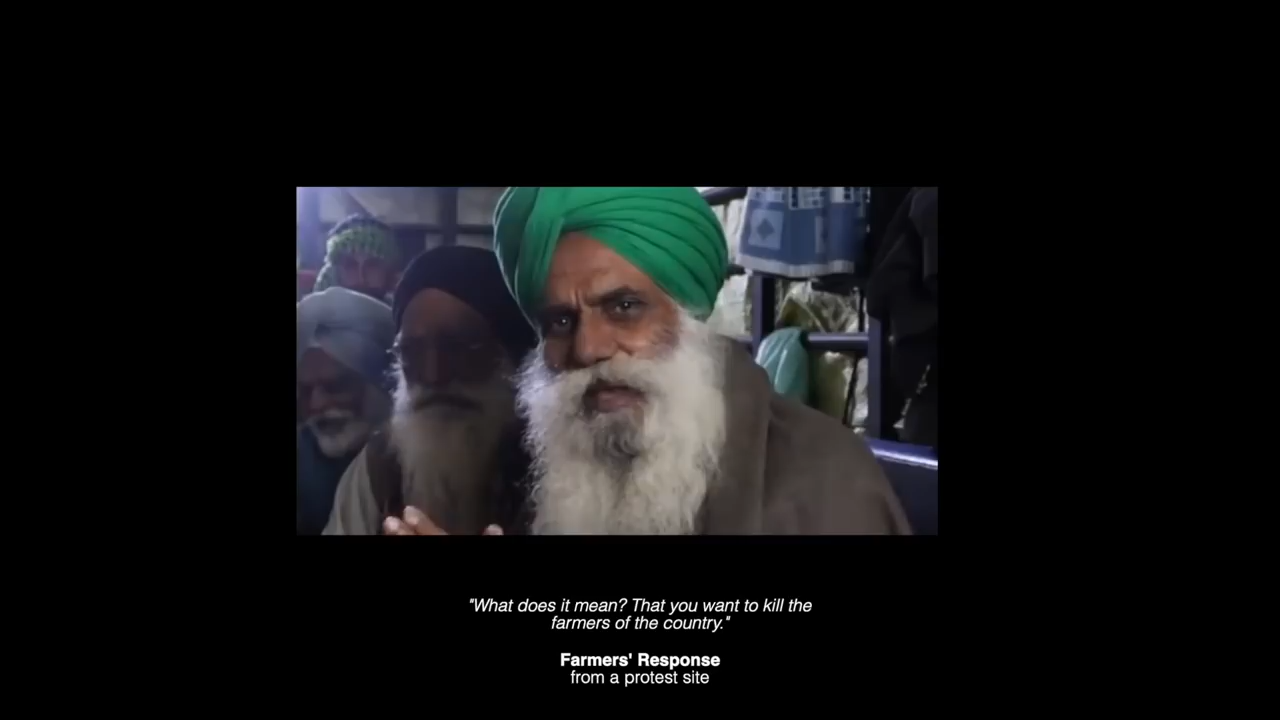 "What does it mean? That you want to kill the
farmers of the country."
Farmers' Response
from a protest site